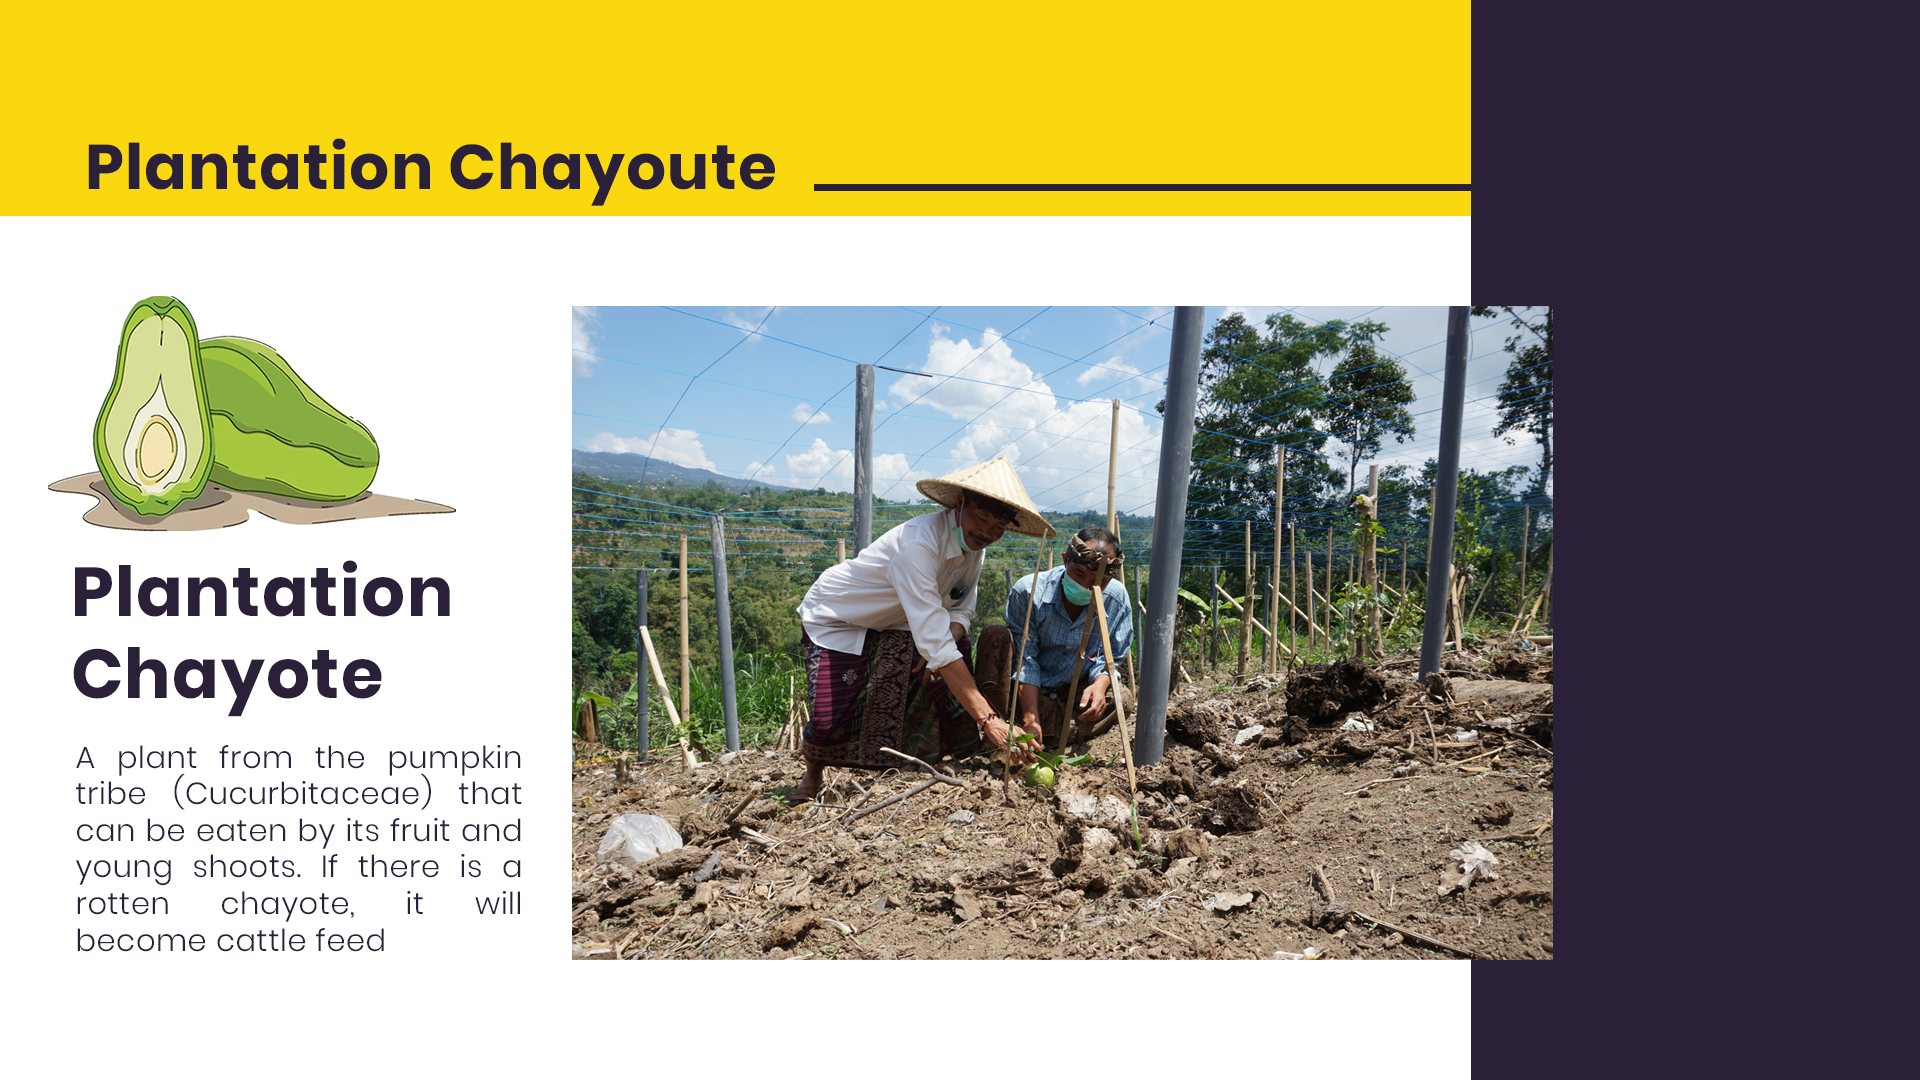 Plantation Chayoute
Plantation
Chayote
A plant from the pumpkin
tribe (Cucurbitaceae) that
can be eaten by its fruit and
young shoots. If there is a
rotten chayote, it will
become cattle feed